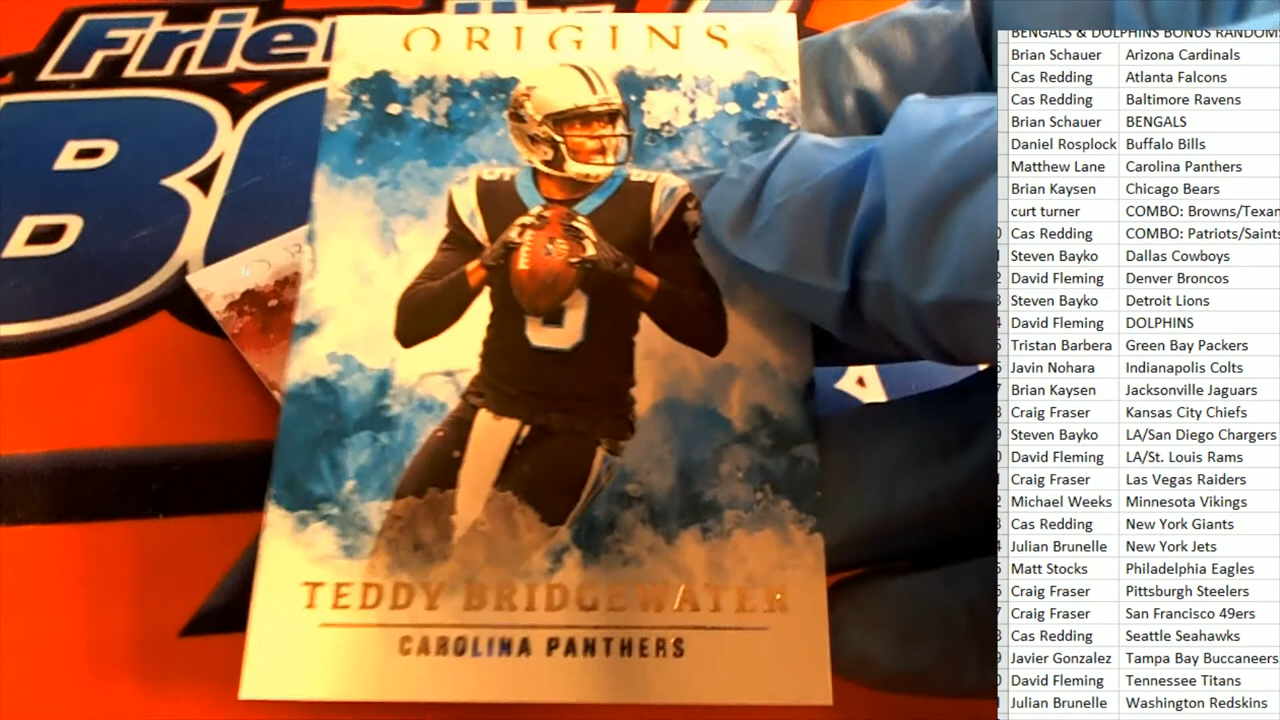 Frien
BO
ORIGINS
TEDDY BRIDGEWATER
CAROLINA PANTHERS
BENGALS & DOLPHINS BONUS RANDOM
Brian Schauer Arizona Cardinals
Cas Redding Atlanta Falcons
Cas Redding Baltimore Ravens
Brian Schauer BENGALS
Daniel Rosplock Buffalo Bills
Matthew Lane Carolina Panthers
Brian Kaysen Chicago Bears
curt turner COMBO: Browns/Texan
Cas Redding COMBO: Patriots/Saints
Steven Bayko Dallas Cowboys
David Fleming Denver Broncos
Steven Bayko Detroit Lions
David Fleming DOLPHINS
Tristan Barbera Green Bay Packers
Javin Nohara Indianapolis Colts
Brian Kaysen Jacksonville Jaguars
Craig Fraser Kansas City Chiefs
Steven Bayko LA/San Diego Chargers
David Fleming LA/St. Louis Rams
Craig Fraser Las Vegas Raiders
Michael Weeks Minnesota Vikings
Cas Redding New York Giants
Julian Brunelle New York Jets
Matt Stocks Philadelphia Eagles
Craig Fraser Pittsburgh Steelers
Craig Fraser San Francisco 49ers
Cas Redding Seattle Seahawks
Javier Gonzalez Tampa Bay Buccaneers
David Fleming Tennessee Titans
Julian Brunelle Washington Redskins